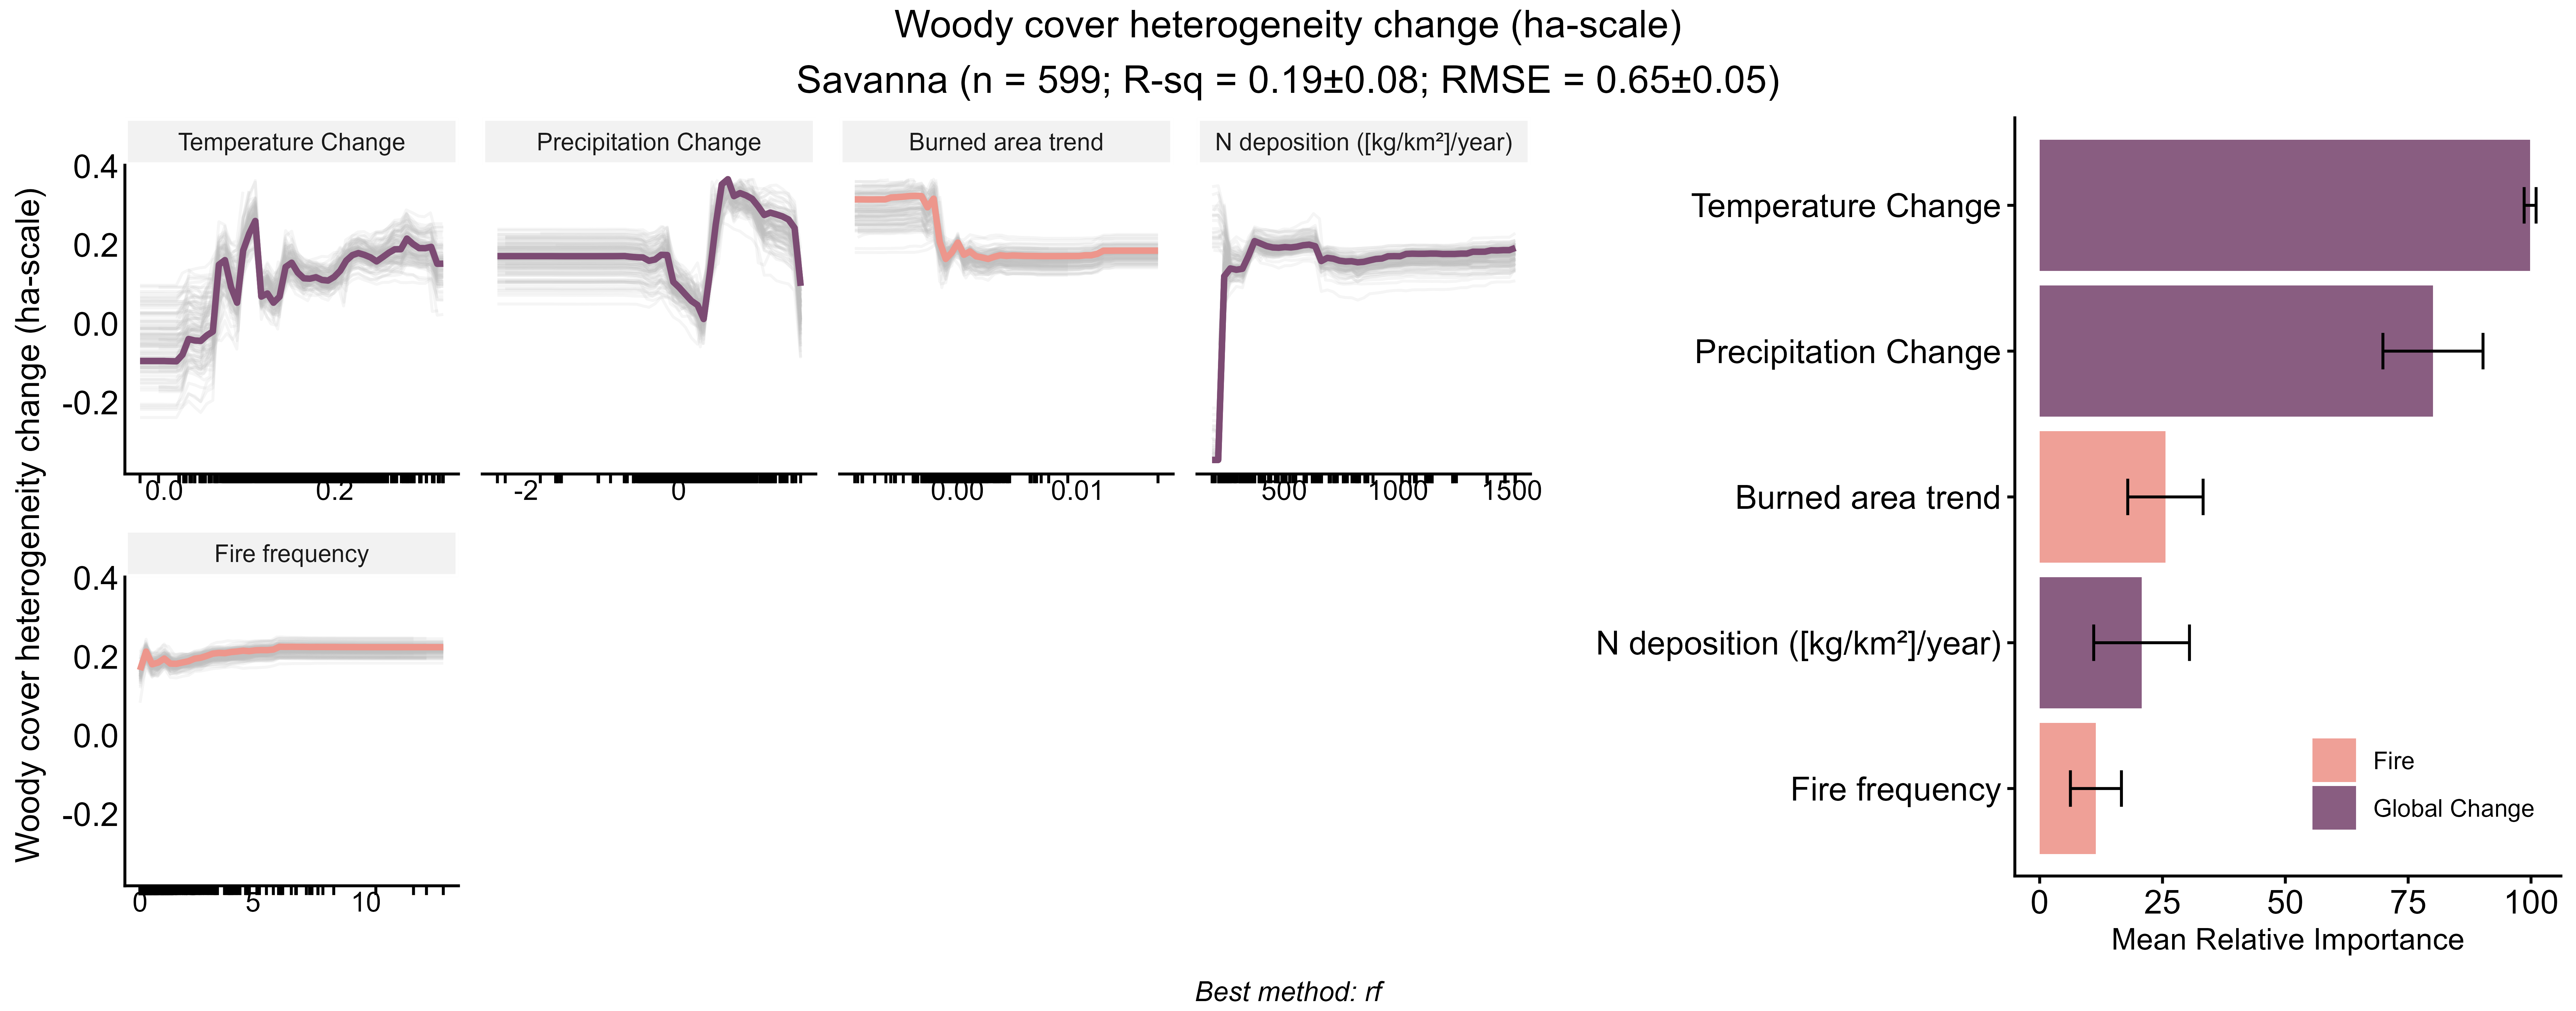 Woody cover heterogeneity change (ha-scale)
Savanna (n = 599; R-sq = 0.19±0.08; RMSE = 0.65±0.05)
Woody cover heterogeneity change (ha-scale)
Temperature Change
Precipitation Change
Burned area trend
N deposition ([kg/km²]/year)
0.4
0.2
0.0
-0.2
0.0 0.2
-2 0
0.00 0.01
500 1000 1500
Fire frequency
0.4
0.2
0.0
-0.2
0 5 10
Temperature Change
Precipitation Change
Burned area trend
N deposition ([kg/km²]/year)
Fire frequency
Fire
Global Change
0 25 50 75 100
Mean Relative Importance
Best method: rf